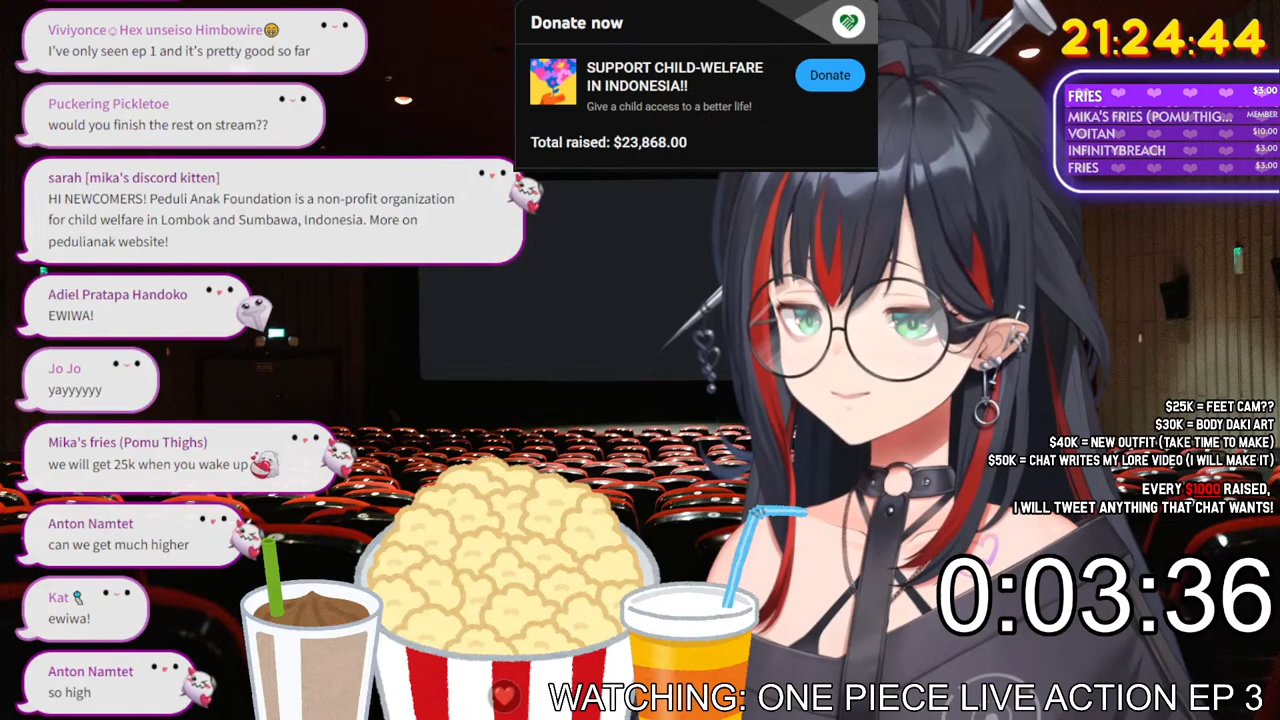 Viviyonce☺Hex unseiso Himbowire
I've only seen ep 1 and it's pretty good so far
Puckering Pickletoe
would you finish the rest on stream??
sarah [mika's discord kitten]
HI NEWCOMERS! Peduli Anak Foundation is a non-profit organization
for child welfare in Lombok and Sumbawa, Indonesia. More on
pedulianak website!
Adiel Pratapa Handoko
EWIWA!
Jo Jo
yayyyyyy
Mika's fries (Pomu Thighs)
we will get 25k when you wake up
Anton Namtet
can we get much higher
Kat
ewiwa!
Anton Namtet
so high
Donate now
SUPPORT CHILD-WELFARE
IN INDONESIA!!
Give a child access to a better life!
Donate
Total raised: $23,868.00
21:24:44
FRIES $3.00
MIKA'S FRIES (POMU THIG... MEMBER
VOITAN $10.00
INFINITYBREACH $3.00
FRIES $3.00
$25K = FEET CAM??
$30K = BODY DAKI ART
$40K = NEW OUTFIT (TAKE TIME TO MAKE)
$50K = CHAT WRITES MY LORE VIDEO (I WILL MAKE IT)
EVERY $1000 RAISED,
I WILL TWEET ANYTHING THAT CHAT WANTS!
0:03:36
WATCHING: ONE PIECE LIVE ACTION EP 3